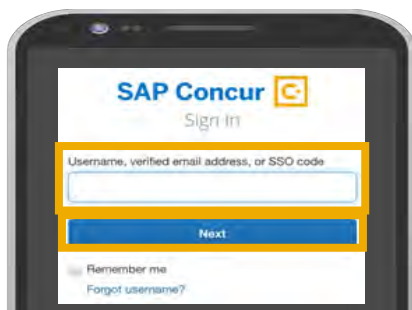 SAP Concur C
Sign In
Username, verified email address, or SSO code
Next
Remember me
Forgot username?